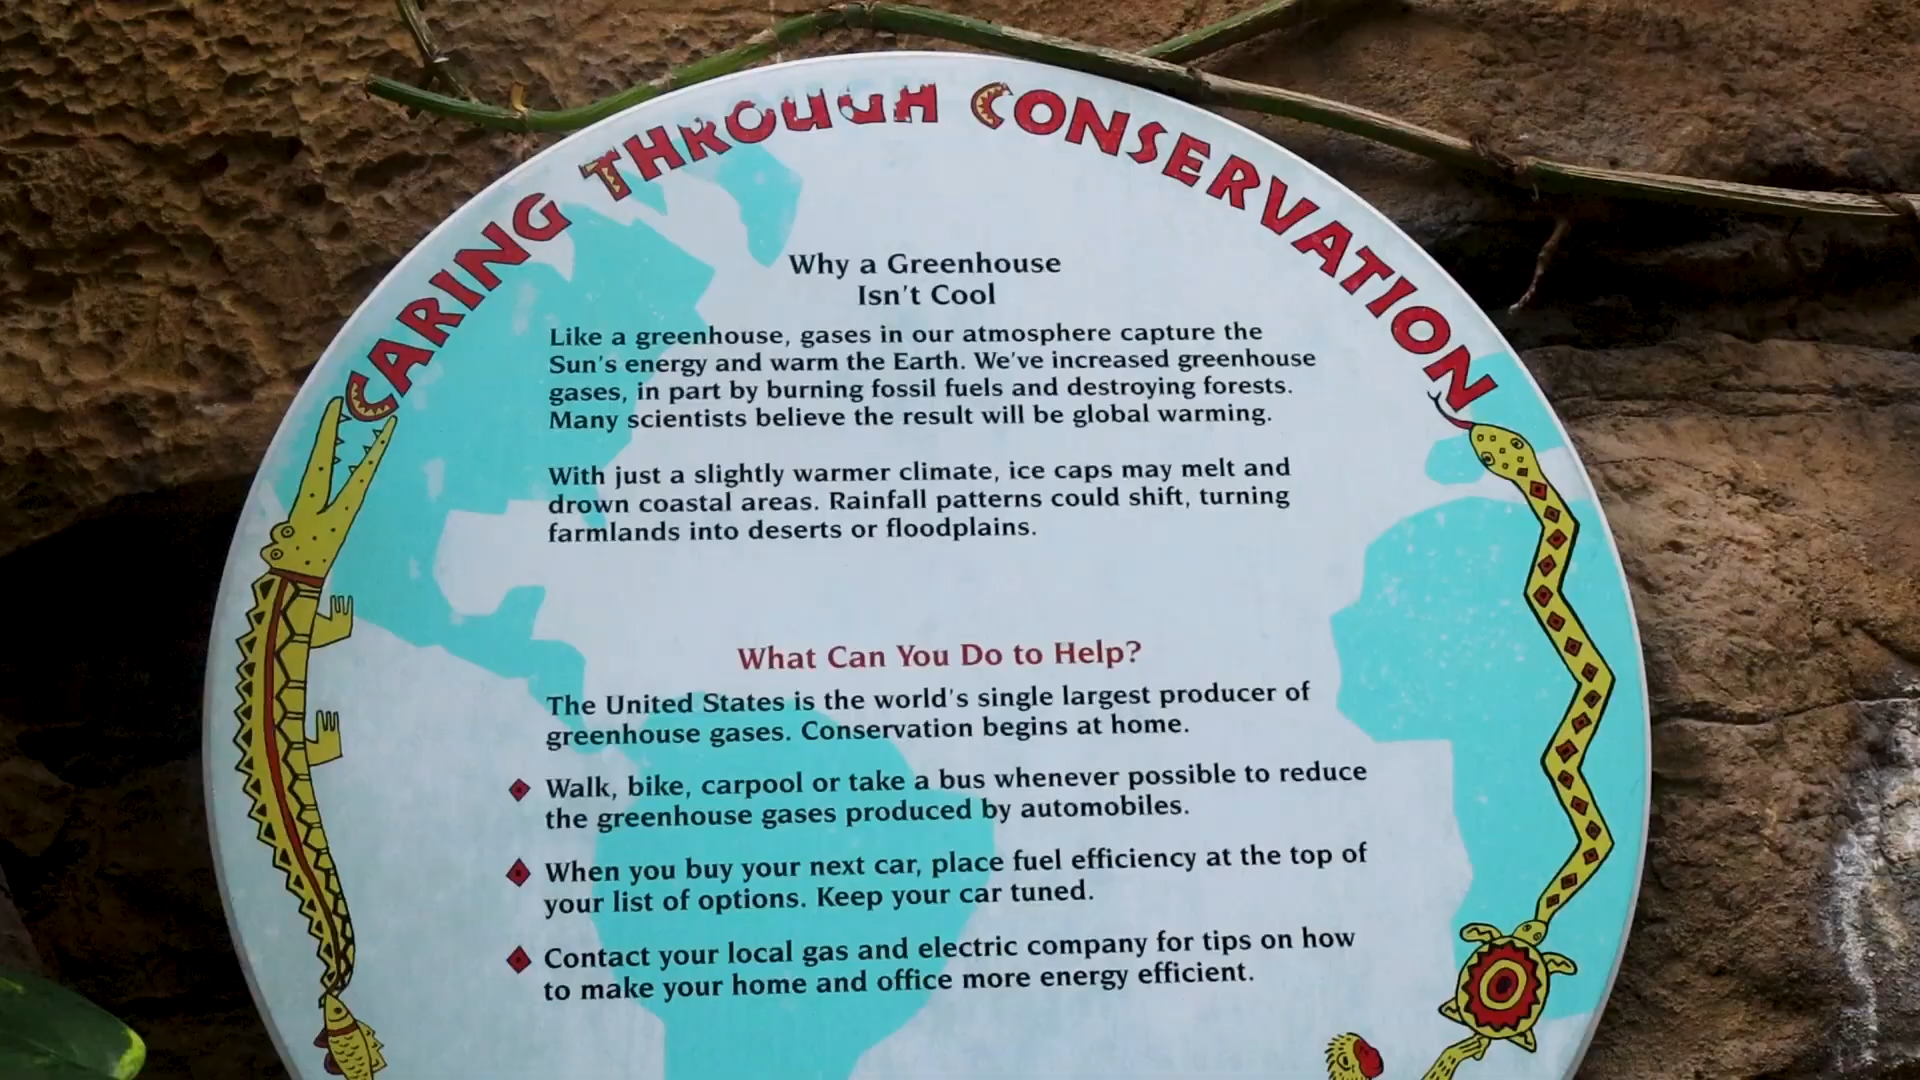 CARING THROUGH CONSERVATION
Why a Greenhouse
Isn't Cool
Like a greenhouse, gases in our atmosphere capture the
Sun's energy and warm the Earth. We've increased greenhouse
gases, in part by burning fossil fuels and destroying forests.
Many scientists believe the result will be global warming.
With just a slightly warmer climate, ice caps may melt and
drown coastal areas. Rainfall patterns could shift, turning
farmlands into deserts or floodplains.
What Can You Do to Help?
The United States is the world's single largest producer of
greenhouse gases. Conservation begins at home.
Walk, bike, carpool or take a bus whenever possible to reduce
the greenhouse gases produced by automobiles.
When you buy your next car, place fuel efficiency at the top of
your list of options. Keep your car tuned.
Contact your local gas and electric company for tips on how
to make your home and office more energy efficient.